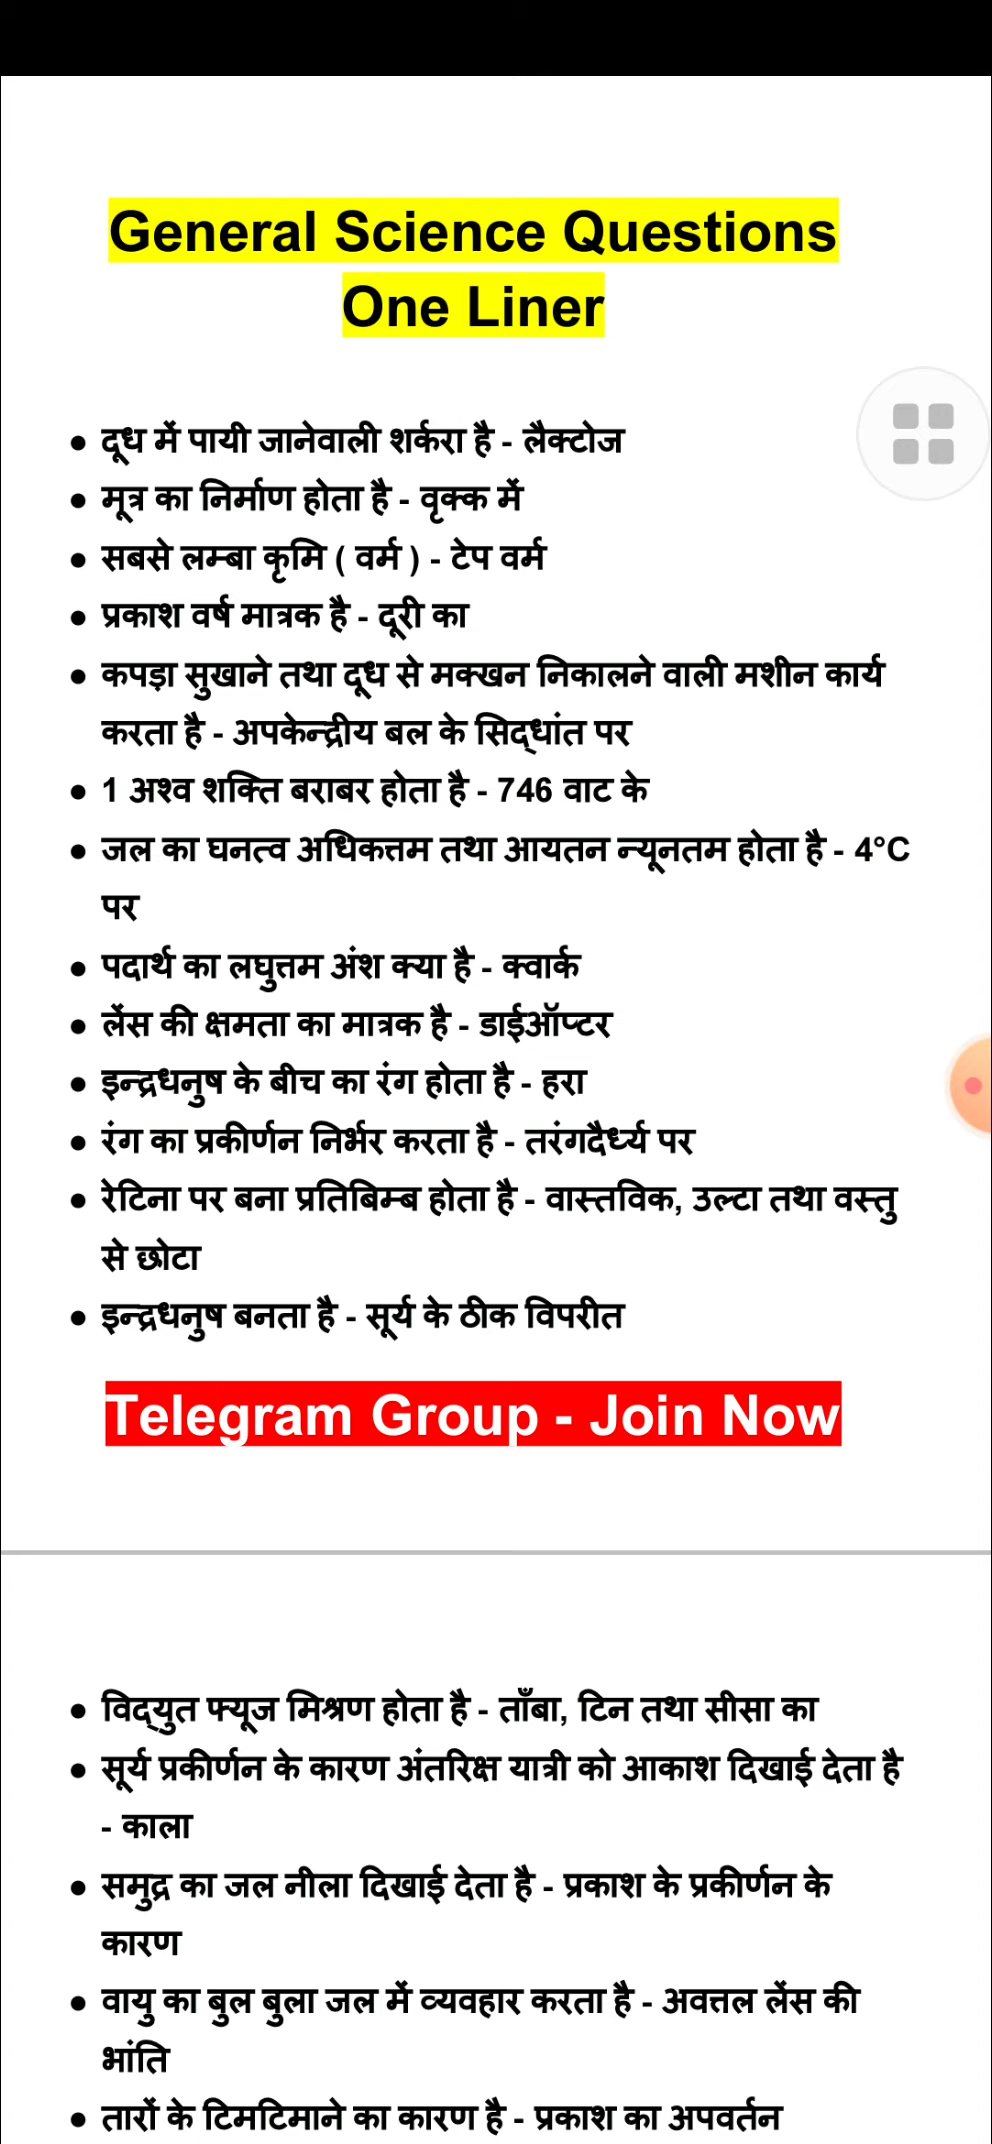 General Science Questions
One Liner
● दूध में पायी जानेवाली शर्करा है - लैक्टोज
● मूत्र का निर्माण होता है - वृक्क में
● सबसे लम्बा कृमि ( वर्म ) - टेप वर्म
● प्रकाश वर्ष मात्रक है - दूरी का
● कपड़ा सुखाने तथा दूध से मक्खन निकालने वाली मशीन कार्य
करता है - अपकेन्द्रीय बल के सिद्धांत पर
● 1 अश्व शक्ति बराबर होता है - 746 वाट के
● जल का घनत्व अधिकत्तम तथा आयतन न्यूनतम होता है - 4°C
पर
● पदार्थ का लघुत्तम अंश क्या है - क्वार्क
● लेंस की क्षमता का मात्रक है - डाईऑप्टर
● इन्द्रधनुष के बीच का रंग होता है - हरा
● रंग का प्रकीर्णन निर्भर करता है - तरंगदैर्ध्य पर
● रेटिना पर बना प्रतिबिम्ब होता है - वास्तविक, उल्टा तथा वस्तु
से छोटा
● इन्द्रधनुष बनता है - सूर्य के ठीक विपरीत
Telegram Group - Join Now
● विद्युत फ्यूज मिश्रण होता है - ताँबा, टिन तथा सीसा का
● सूर्य प्रकीर्णन के कारण अंतरिक्ष यात्री को आकाश दिखाई देता है
- काला
● समुद्र का जल नीला दिखाई देता है - प्रकाश के प्रकीर्णन के
कारण
● वायु का बुल बुला जल में व्यवहार करता है - अवत्तल लेंस की
भांति
● तारों के टिमटिमाने का कारण है - प्रकाश का अपवर्तन